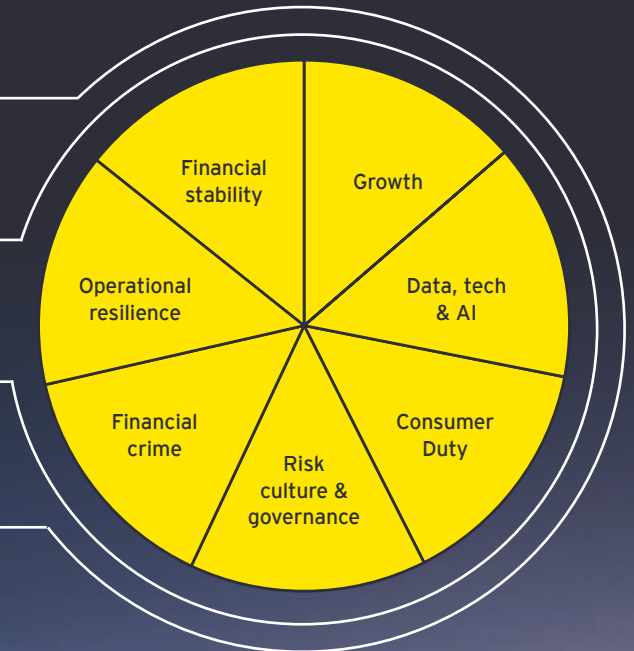 Financial
stability
Growth
Operational
resilience
Data, tech
& AI
Financial
crime
Consumer
Duty
Risk
culture &
governance